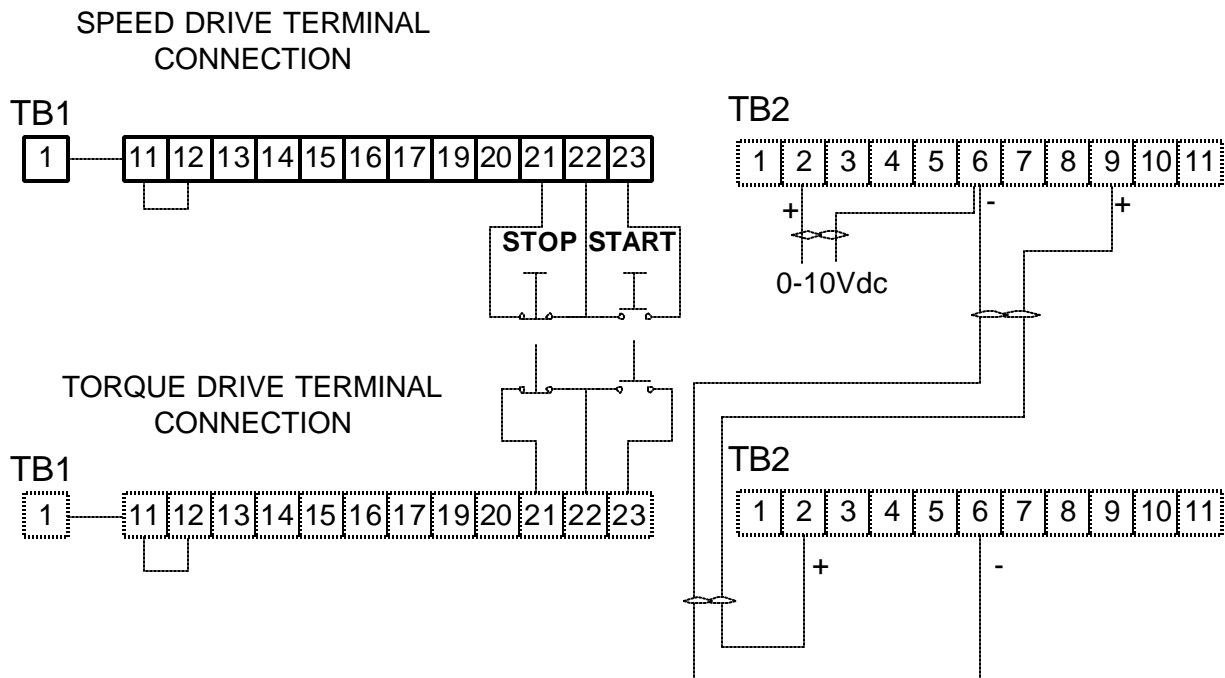 SPEED DRIVE TERMINAL
CONNECTION
TB1
1 11 12 13 14 15 16 17 19 20 21 22 23
STOP START
TB2
1 2 3 4 5 6 7 8 9 10 11
+ - +
0-10Vdc
TORQUE DRIVE TERMINAL
CONNECTION
TB1
1 11 12 13 14 15 16 17 19 20 21 22 23
TB2
1 2 3 4 5 6 7 8 9 10 11
+ -